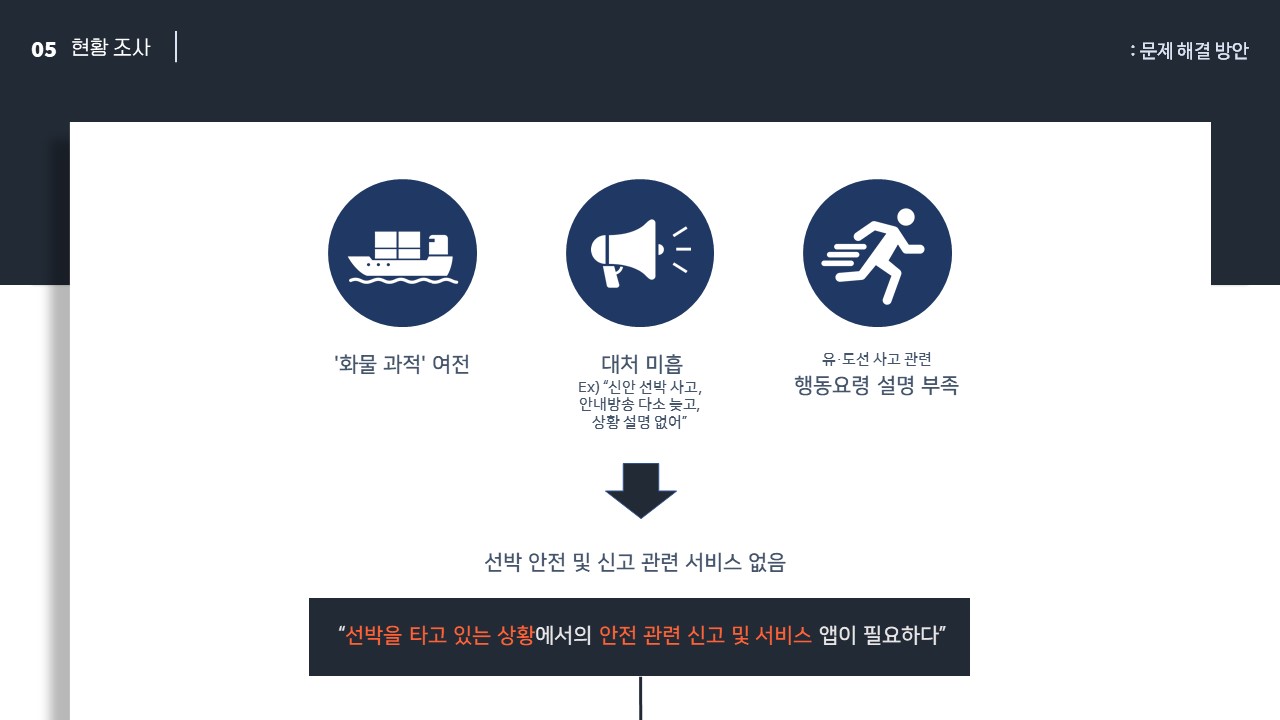 05 현황 조사
: 문제 해결 방안
'화물 과적' 여전
대처 미흡
Ex) “신안 선박 사고,
안내방송 다소 늦고,
상황 설명 없어”
유·도선 사고 관련
행동요령 설명 부족
선박 안전 및 신고 관련 서비스 없음
“선박을 타고 있는 상황에서의 안전 관련 신고 및 서비스 앱이 필요하다”